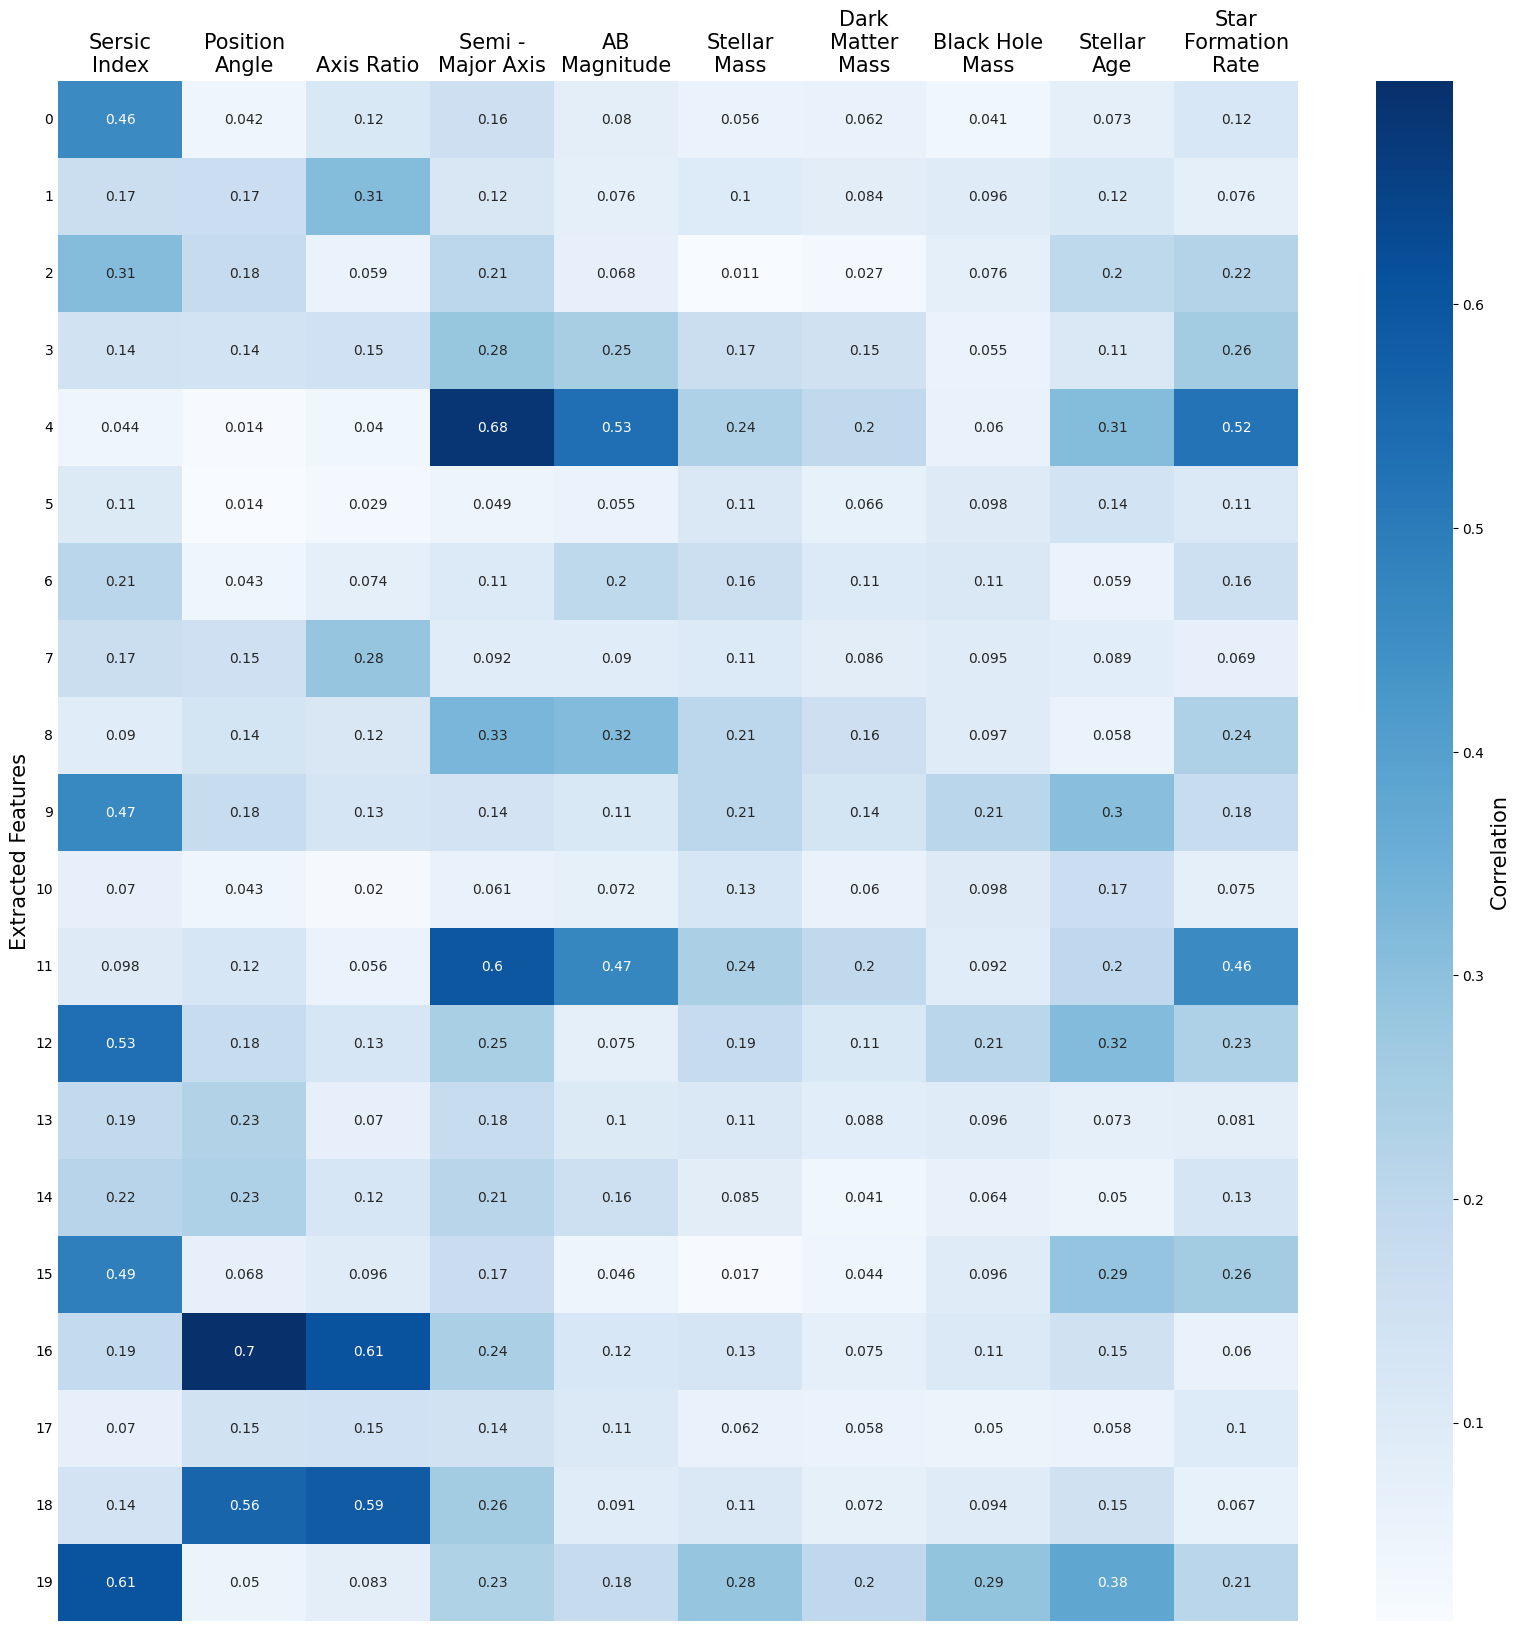 Dark
Star
Sersic Position Semi - AB Stellar Matter Black Hole Stellar Formation
Index Angle Axis Ratio Major Axis Magnitude Mass Mass Mass Age Rate
0 0.46 0.042 0.12 0.16 0.08 0.056 0.062 0.041 0.073 0.12
1 0.17 0.17 0.31 0.12 0.076 0.1 0.084 0.096 0.12 0.076
2 0.31 0.18 0.059 0.21 0.068 0.011 0.027 0.076 0.2 0.22
3 0.14 0.14 0.15 0.28 0.25 0.17 0.15 0.055 0.11 0.26
4 0.044 0.014 0.04 0.68 0.53 0.24 0.2 0.06 0.31 0.52
5 0.11 0.014 0.029 0.049 0.055 0.11 0.066 0.098 0.14 0.11
6 0.21 0.043 0.074 0.11 0.2 0.16 0.11 0.11 0.059 0.16
7 0.17 0.15 0.28 0.092 0.09 0.11 0.086 0.095 0.089 0.069
8 0.09 0.14 0.12 0.33 0.32 0.21 0.16 0.097 0.058 0.24
9 0.47 0.18 0.13 0.14 0.11 0.21 0.14 0.21 0.3 0.18
10 0.07 0.043 0.02 0.061 0.072 0.13 0.06 0.098 0.17 0.075
11 0.098 0.12 0.056 0.6 0.47 0.24 0.2 0.092 0.2 0.46
12 0.53 0.18 0.13 0.25 0.075 0.19 0.11 0.21 0.32 0.23
13 0.19 0.23 0.07 0.18 0.1 0.11 0.088 0.096 0.073 0.081
14 0.22 0.23 0.12 0.21 0.16 0.085 0.041 0.064 0.05 0.13
15 0.49 0.068 0.096 0.17 0.046 0.017 0.044 0.096 0.29 0.26
16 0.19 0.7 0.61 0.24 0.12 0.13 0.075 0.11 0.15 0.06
17 0.07 0.15 0.15 0.14 0.11 0.062 0.058 0.05 0.058 0.1
18 0.14 0.56 0.59 0.26 0.091 0.11 0.072 0.094 0.15 0.067
19 0.61 0.05 0.083 0.23 0.18 0.28 0.2 0.29 0.38 0.21
Extracted Features
0.6
0.5
0.4
0.3
0.2
0.1
Correlation